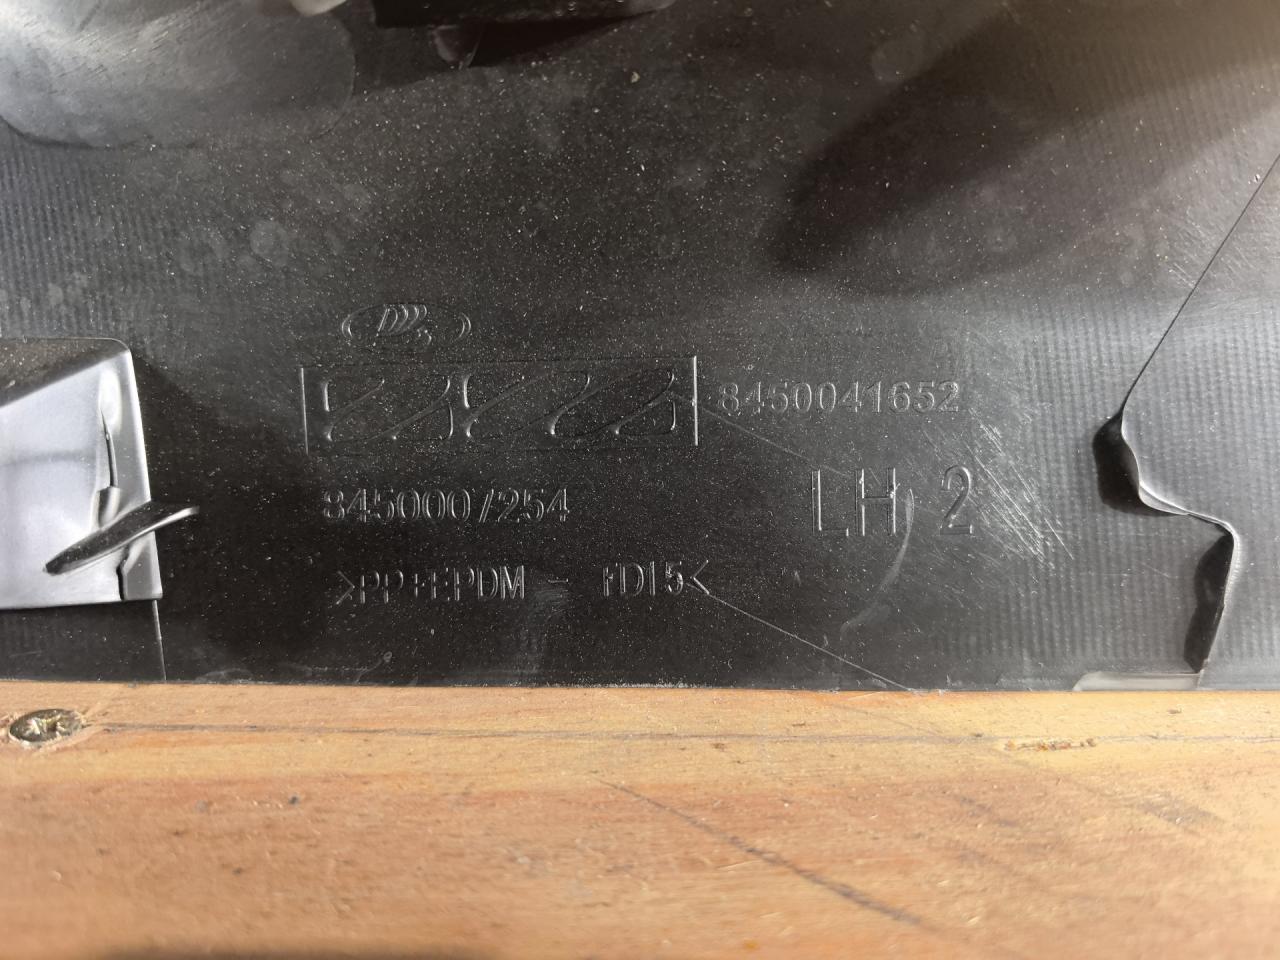 8450041652
8450007254
LH 2
>PP+EPDM - TD15<